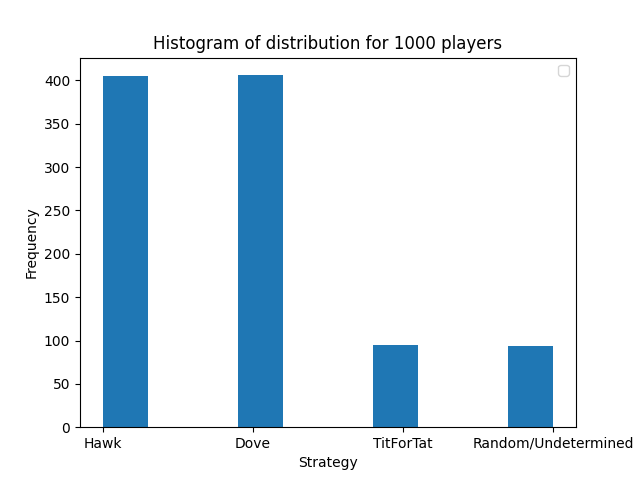 Histogram of distribution for 1000 players
400
350
300
250
200
150
100
50
0
Frequency
Hawk Dove TitForTat Random/Undetermined
Strategy